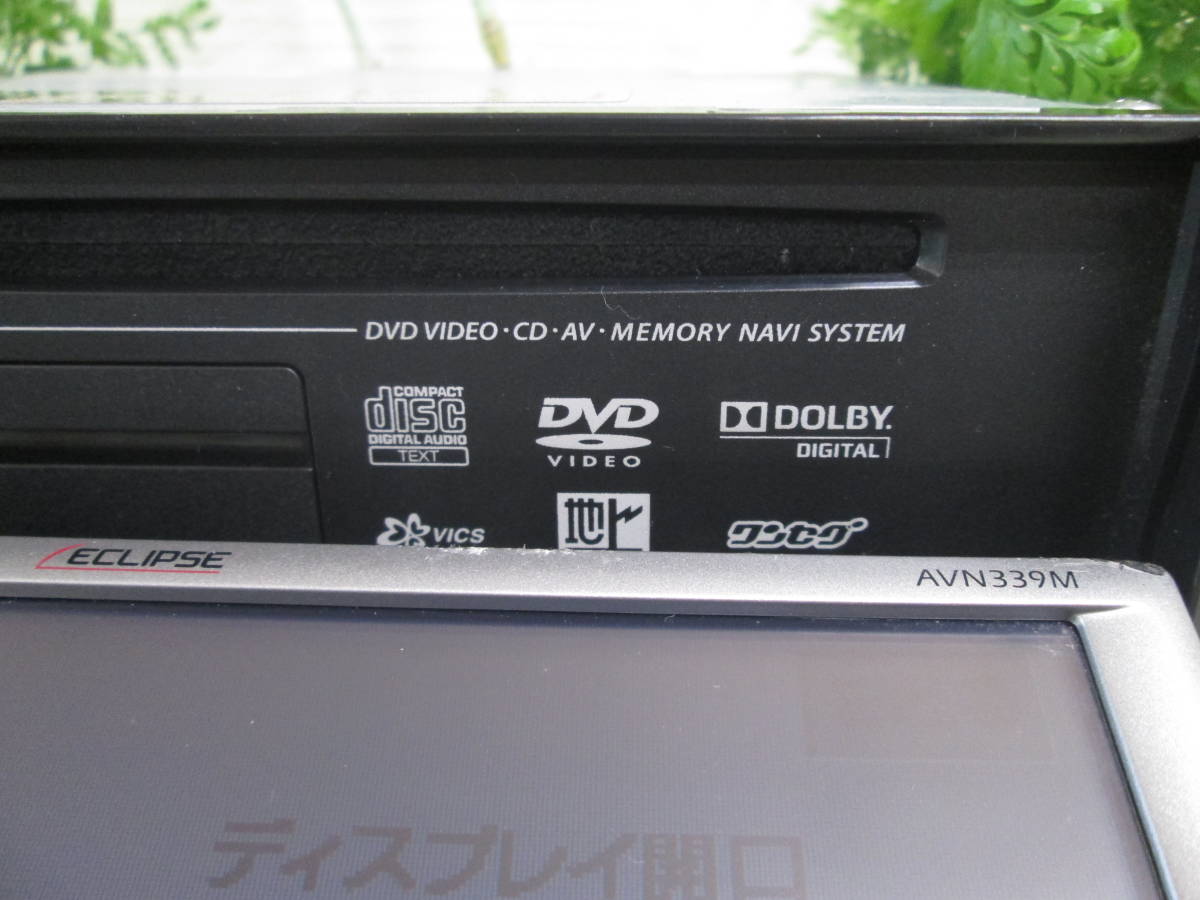 DVD VIDEO・CD・AV・MEMORY NAVI SYSTEM
COMPACT
disc
DIGITAL AUDIO
TEXT
DVD
VIDEO
DOLBY.
DIGITAL
VICS
地
ワンセグ
ECLIPSE
AVN339M
ディスプレイ開口